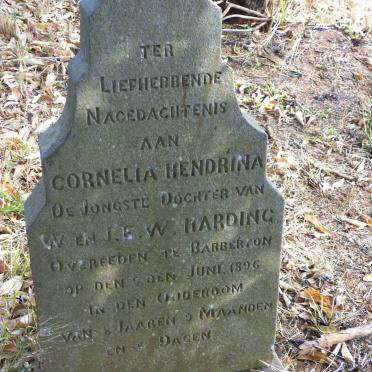 TER
LIEFHEBBENDE
NAGEDACHTENIS
AAN
CORNELIA HENDRINA
DE JONGSTE DOCHTER VAN
W EN J.E.W. HARDING
OVERLEDEN TE BARBERTON
OP DEN DEN JUNI. 1896
IN DEN OUDERDOM
VAN JAAREN 9 MAANDEN
EN DAGEN